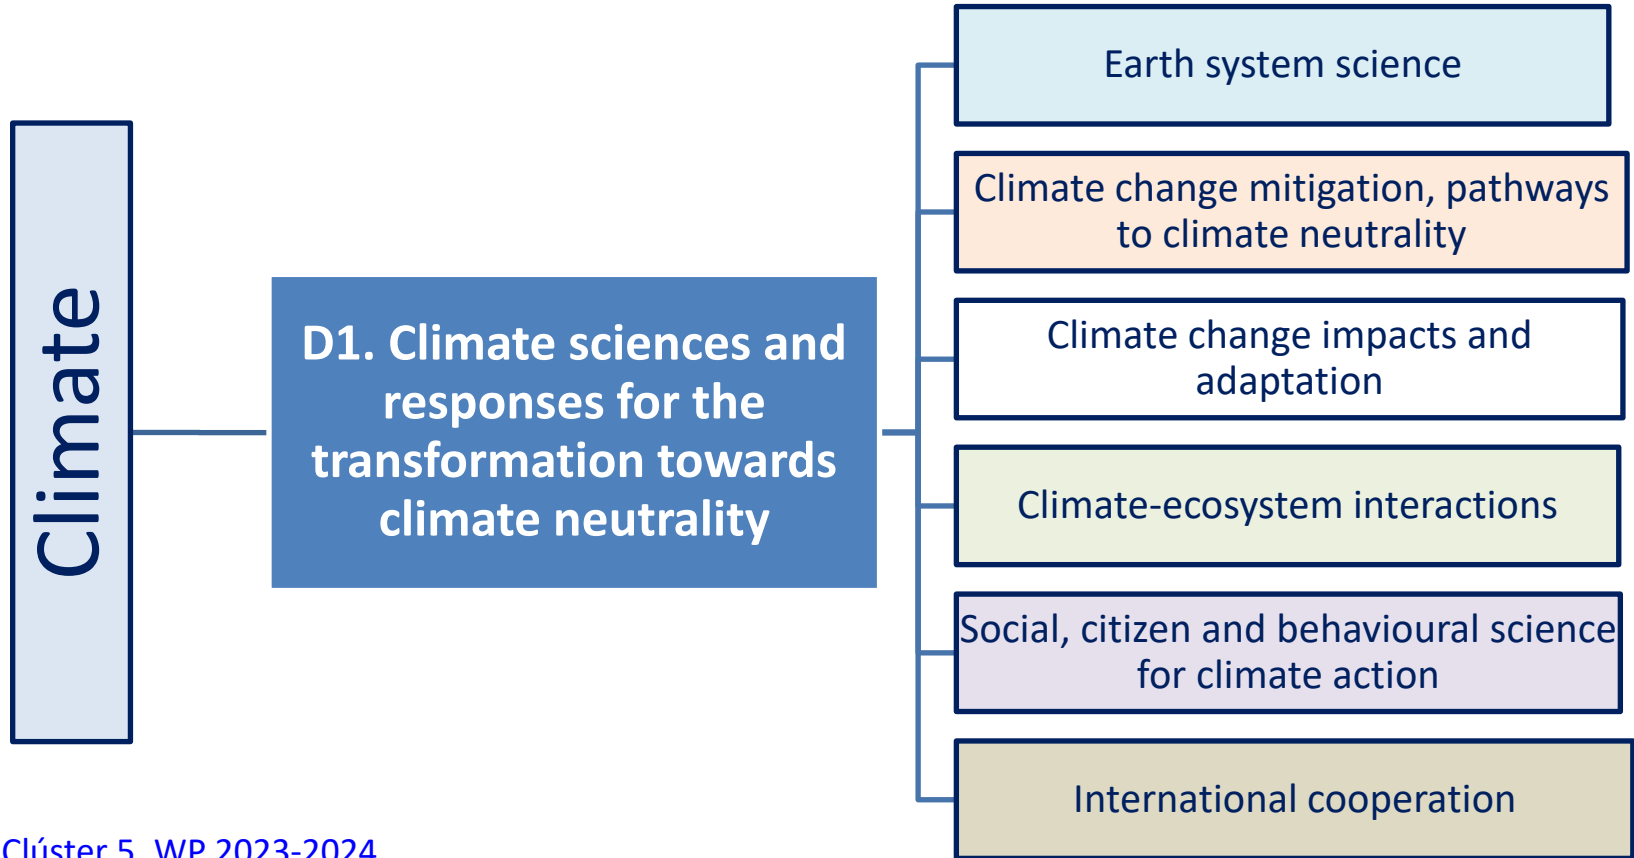 Climate
D1. Climate sciences and
responses for the
transformation towards
climate neutrality
Earth system science
Climate change mitigation, pathways
to climate neutrality
Climate change impacts and
adaptation
Climate-ecosystem interactions
Social, citizen and behavioural science
for climate action
International cooperation
Clúster 5. WP 2023-2024